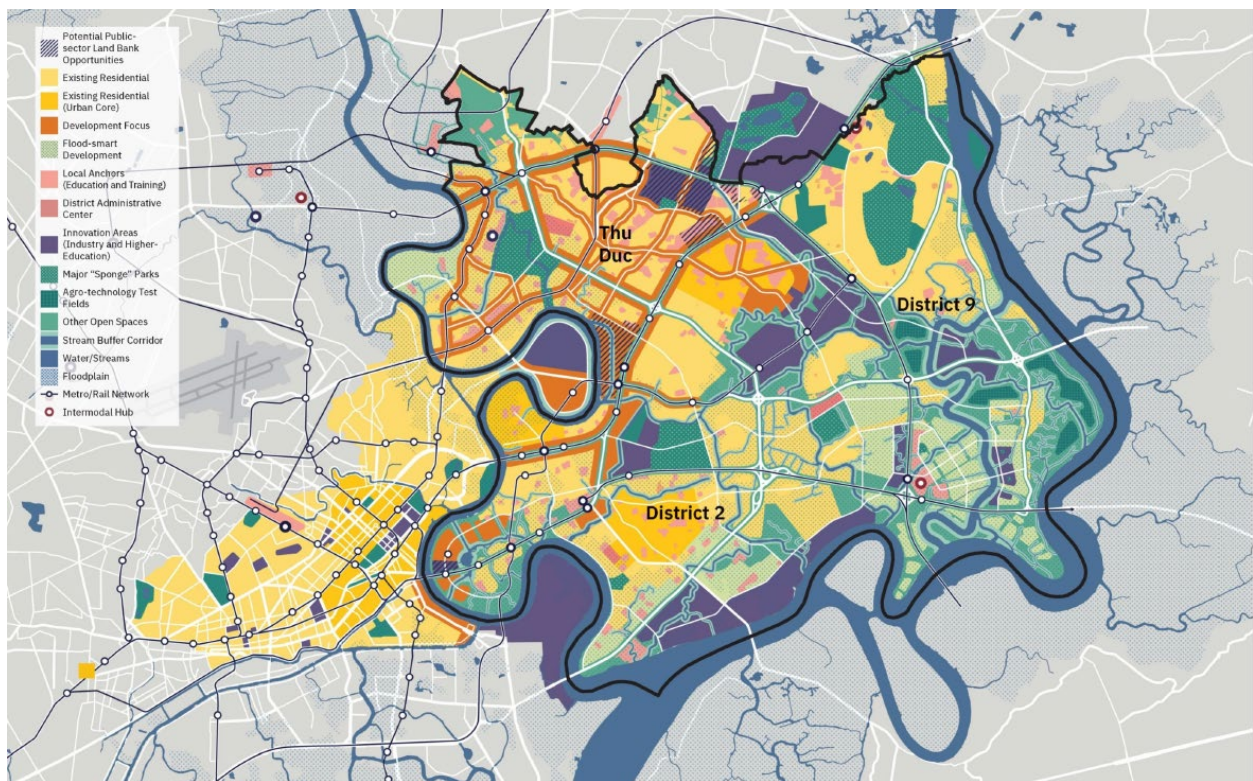 Potential Public-
sector Land Bank
Opportunities
Existing Residential
Existing Residential
(Urban Core)
Development Focus
Flood-smart
Development
Local Anchors
(Education and Training)
District Administrative
Center
Innovation Areas
(Industry and Higher-
Education)
Major "Sponge" Parks
Agro-technology Test
Fields
Other Open Spaces
Stream Buffer Corridor
Water/Streams
Floodplain
Metro/Rail Network
Intermodal Hub
Thu
Duc
District 9
District 2